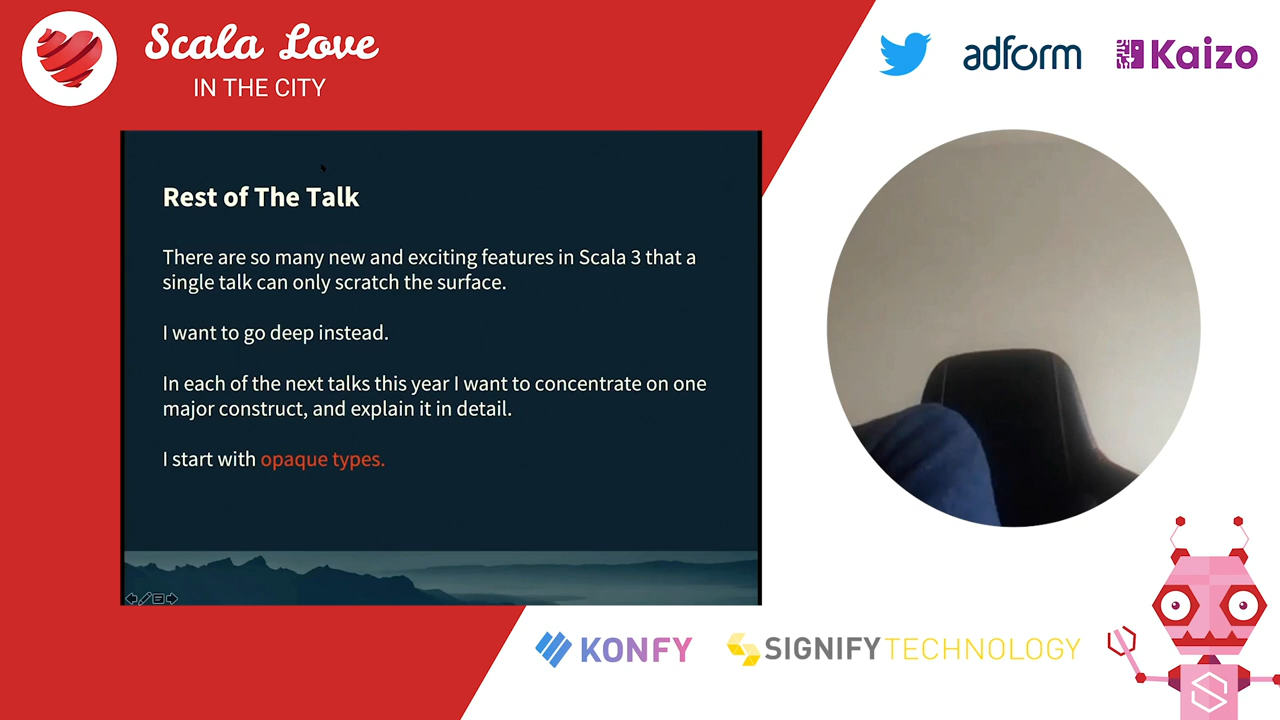 Scala Love
IN THE CITY
adform
Kaizo
Rest of The Talk
There are so many new and exciting features in Scala 3 that a
single talk can only scratch the surface.
I want to go deep instead.
In each of the next talks this year I want to concentrate on one
major construct, and explain it in detail.
I start with opaque types.
KONFY
SIGNIFYTECHNOLOGY
S